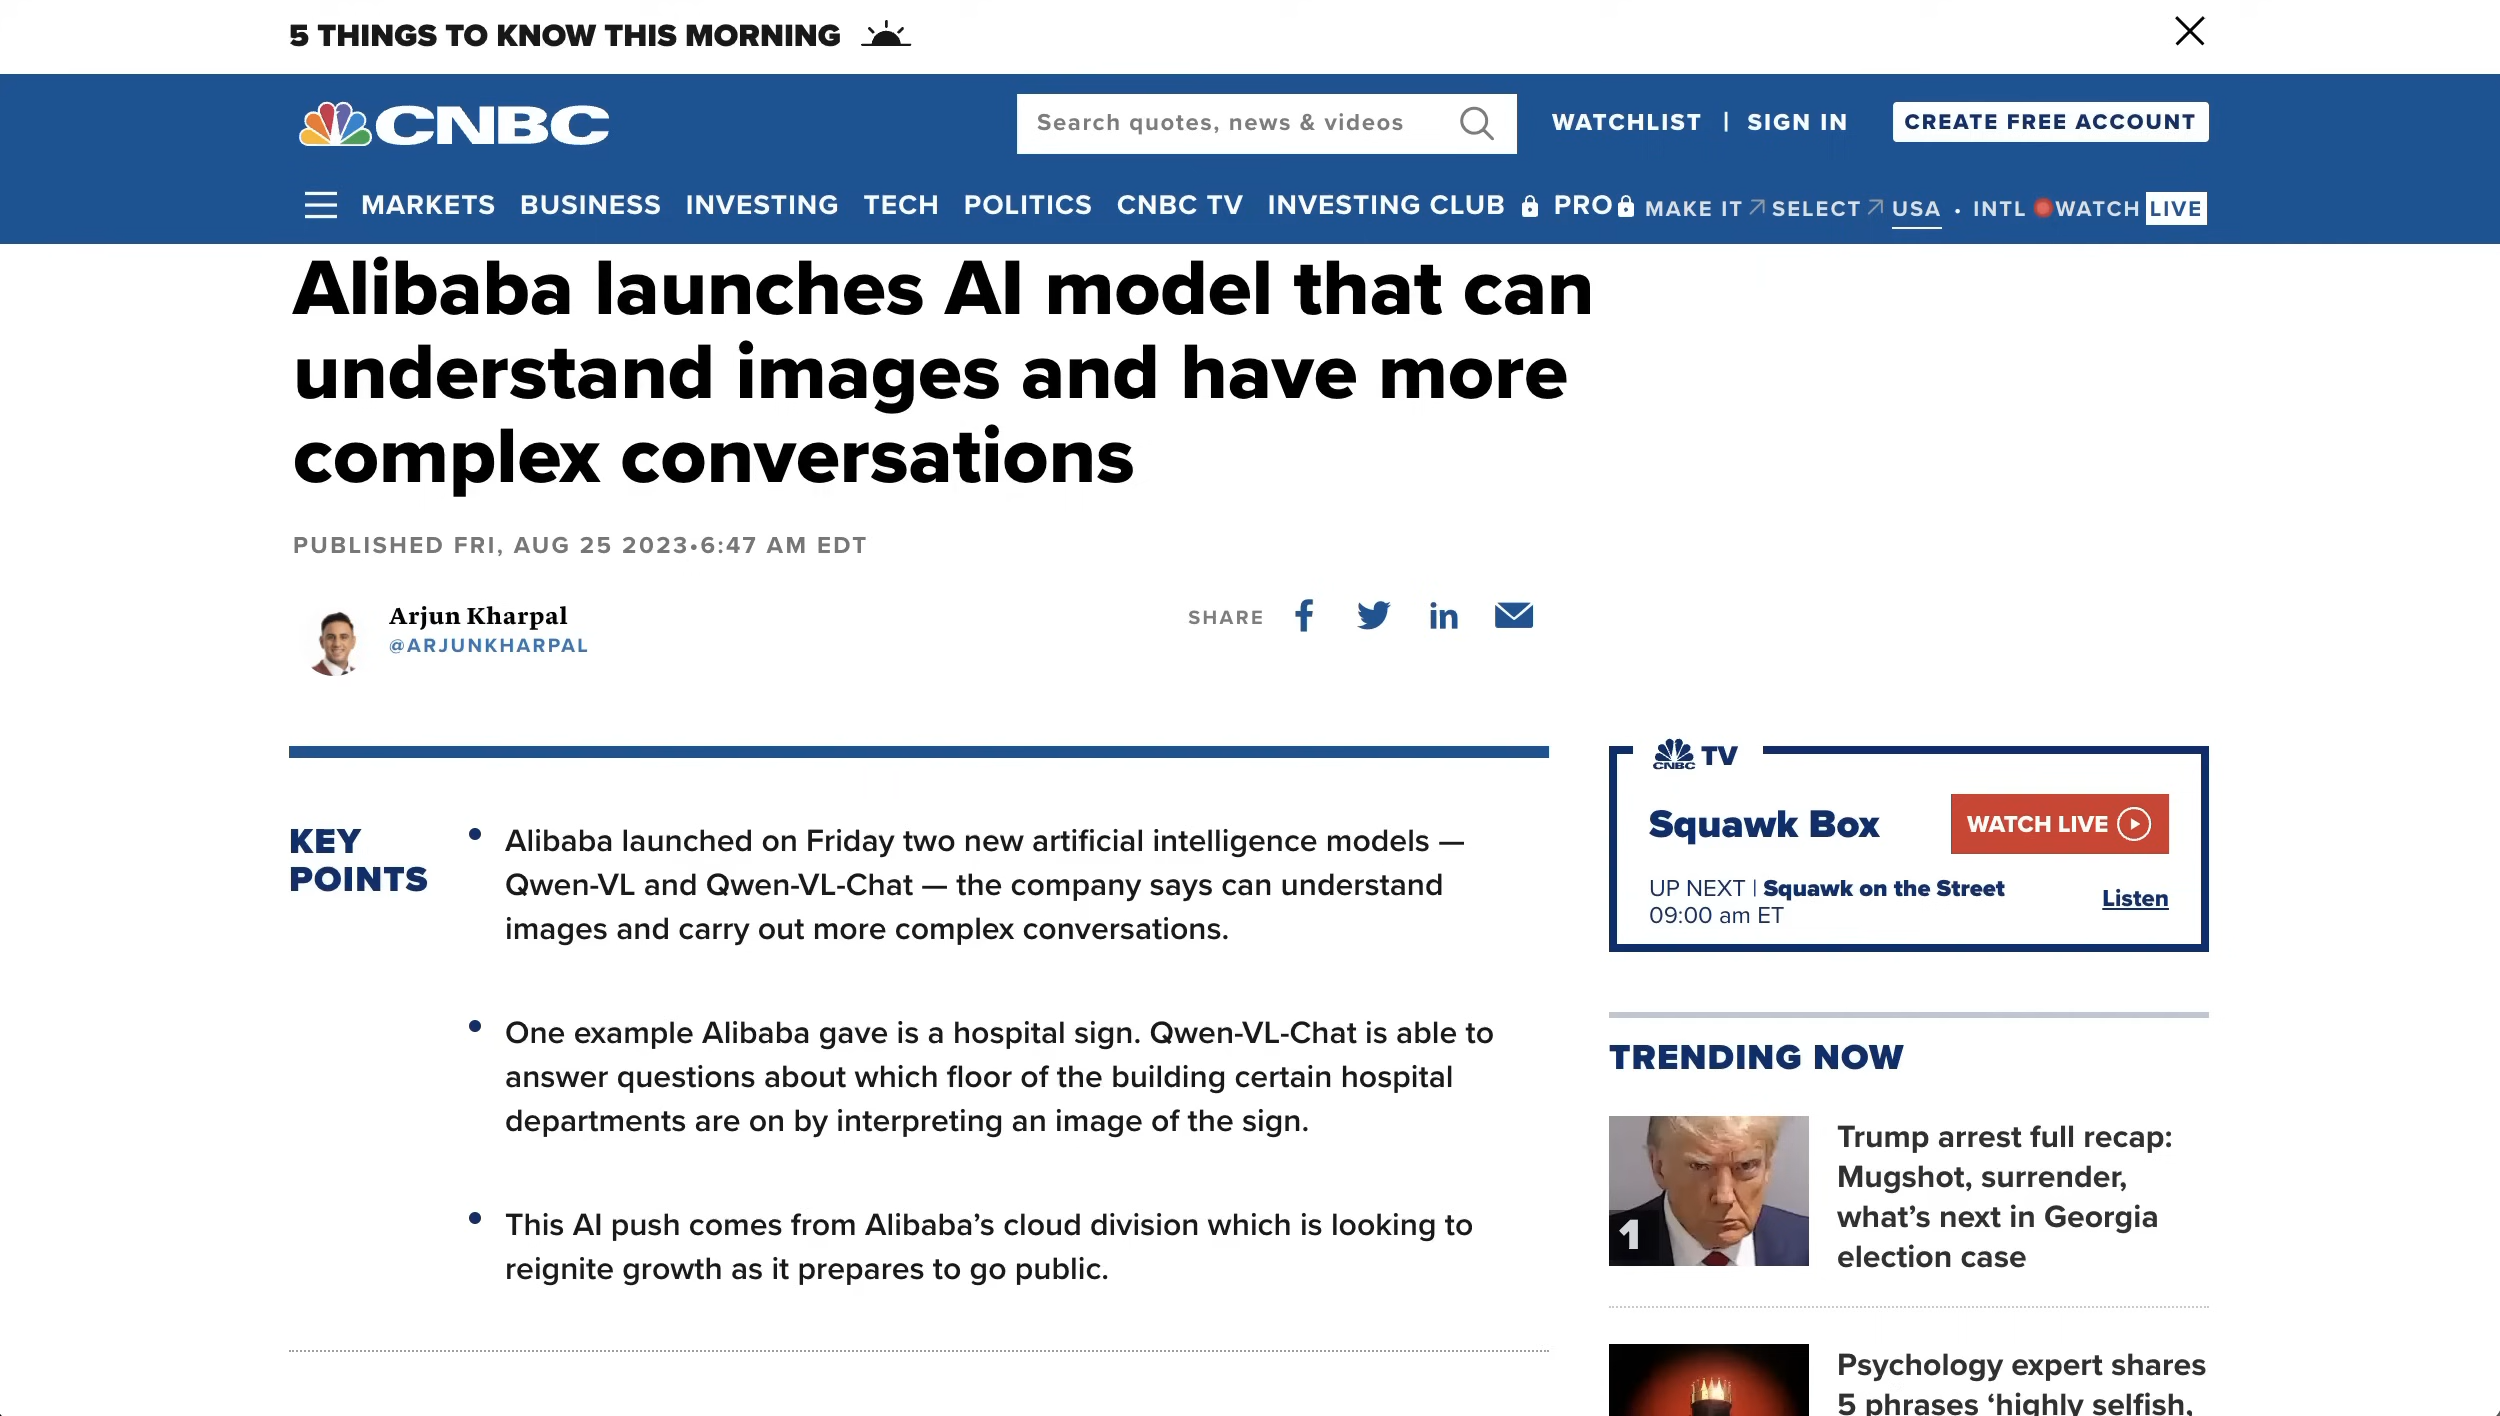 5 THINGS TO KNOW THIS MORNING
CNBC
Search quotes, news & videos
WATCHLIST | SIGN IN
CREATE FREE ACCOUNT
MARKETS BUSINESS INVESTING TECH POLITICS CNBC TV INVESTING CLUB PRO MAKE IT SELECT USA • INTL WATCH LIVE
Alibaba launches AI model that can
understand images and have more
complex conversations
PUBLISHED FRI, AUG 25 2023•6:47 AM EDT
Arjun Kharpal
@ARJUNKHARPAL
SHARE
KEY
POINTS
• Alibaba launched on Friday two new artificial intelligence models —
Qwen-VL and Qwen-VL-Chat — the company says can understand
images and carry out more complex conversations.
• One example Alibaba gave is a hospital sign. Qwen-VL-Chat is able to
answer questions about which floor of the building certain hospital
departments are on by interpreting an image of the sign.
• This AI push comes from Alibaba’s cloud division which is looking to
reignite growth as it prepares to go public.
CNBC TV
Squawk Box
WATCH LIVE
UP NEXT | Squawk on the Street
09:00 am ET
Listen
TRENDING NOW
1
Trump arrest full recap:
Mugshot, surrender,
what’s next in Georgia
election case
Psychology expert shares
5 phrases ‘highly selfish,